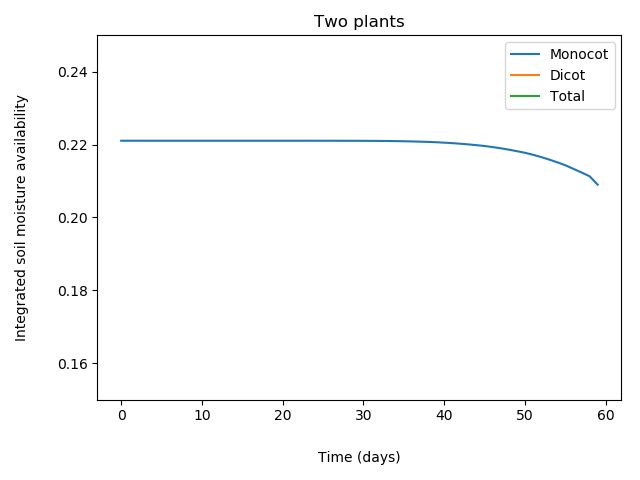 Two plants
Monocot
Dicot
Total
Integrated soil moisture availability
0.24
0.22
0.20
0.18
0.16
0 10 20 30 40 50 60
Time (days)